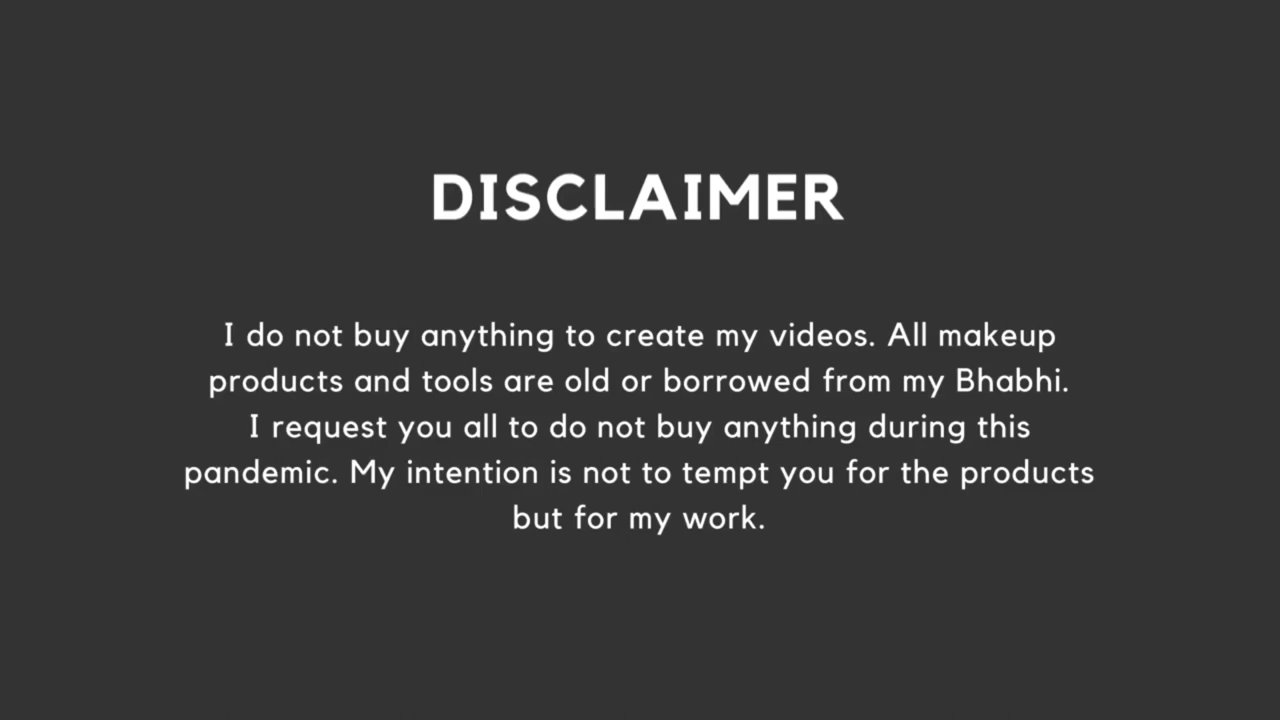 DISCLAIMER
I do not buy anything to create my videos. All makeup
products and tools are old or borrowed from my Bhabhi.
I request you all to do not buy anything during this
pandemic. My intention is not to tempt you for the products
but for my work.